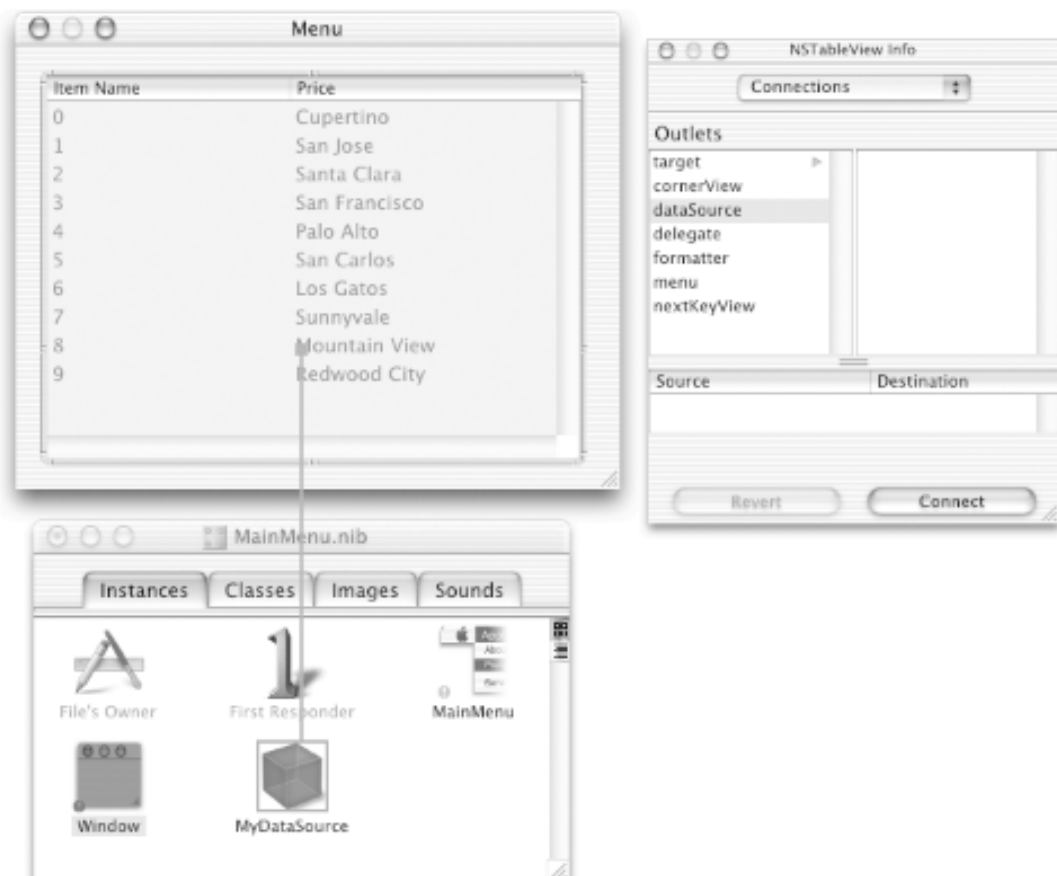 Menu
Item Name Price
0 Cupertino
1 San Jose
2 Santa Clara
3 San Francisco
4 Palo Alto
5 San Carlos
6 Los Gatos
7 Sunnyvale
8 Mountain View
9 Redwood City
NSTableView Info
Connections
Outlets
target
cornerView
dataSource
delegate
formatter
menu
nextKeyView
Source Destination
Revert Connect
MainMenu.nib
Instances Classes Images Sounds
File's Owner First Responder MainMenu
Window MyDataSource